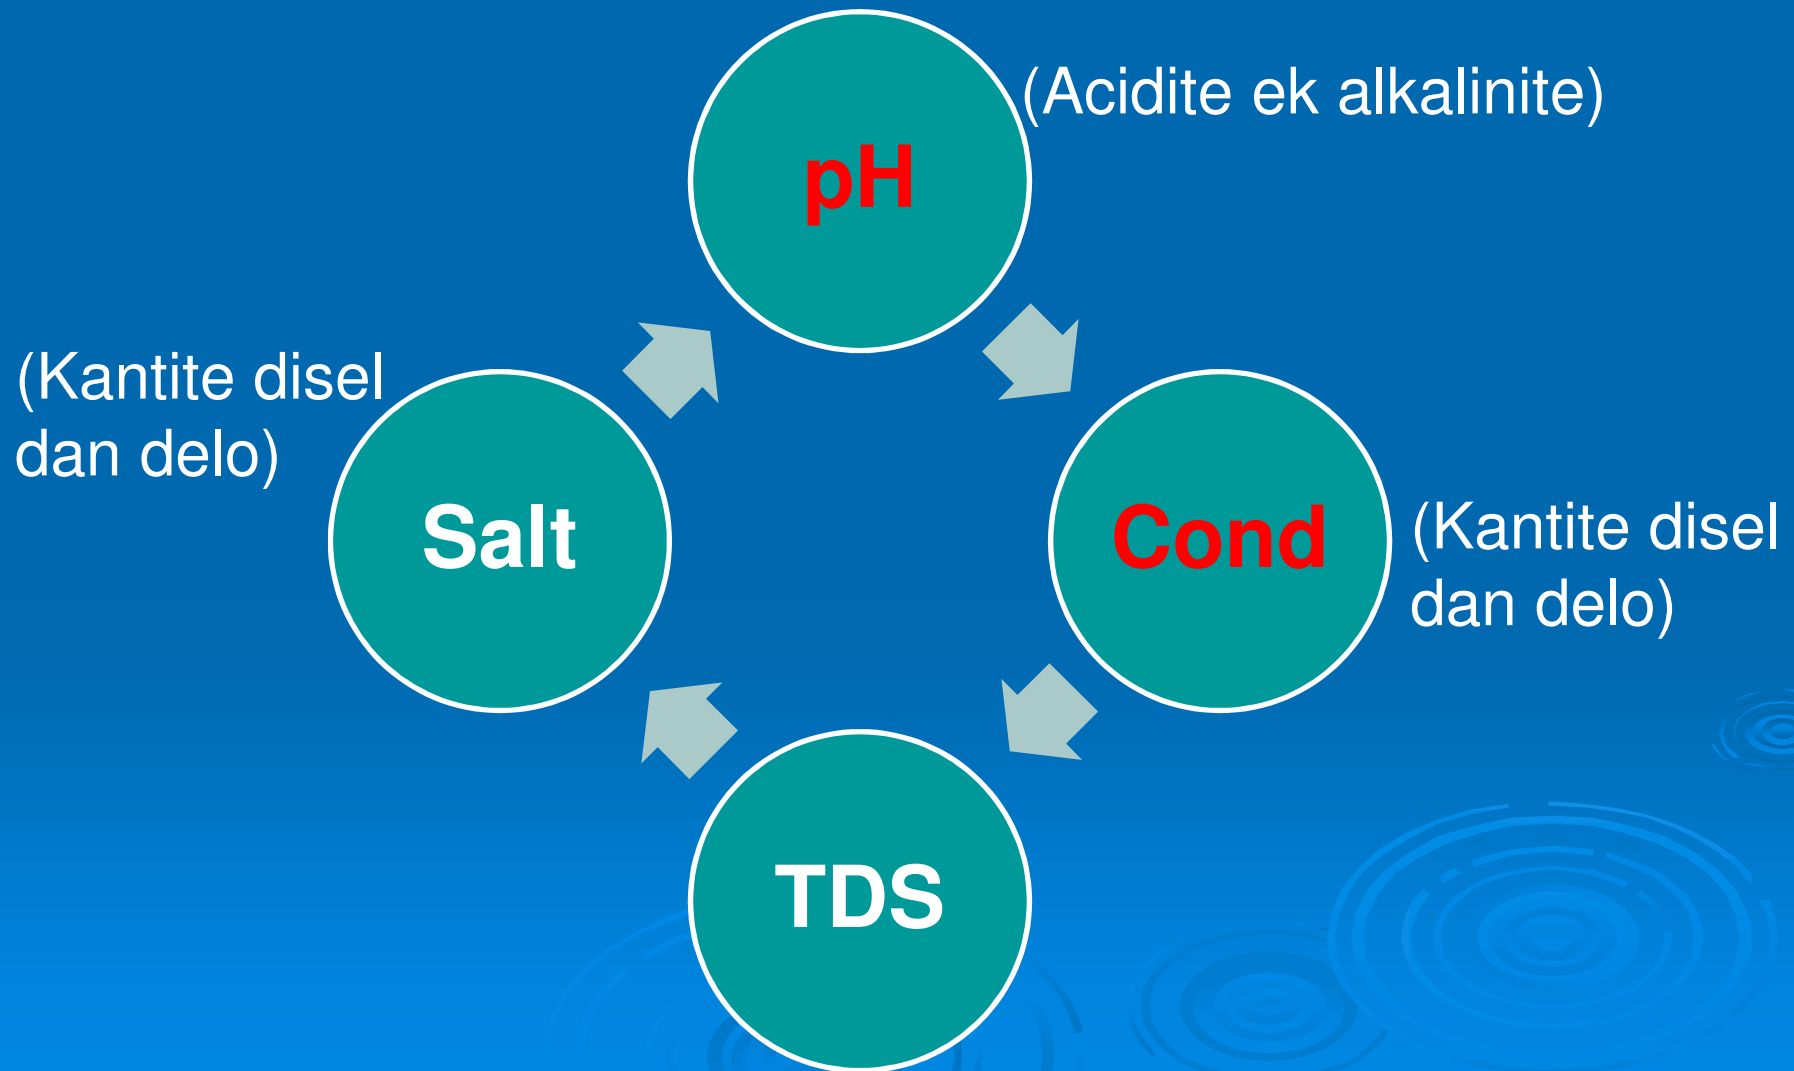 pH
(Acidite ek alkalinite)
Cond
(Kantite disel
dan delo)
TDS
Salt
(Kantite disel
dan delo)